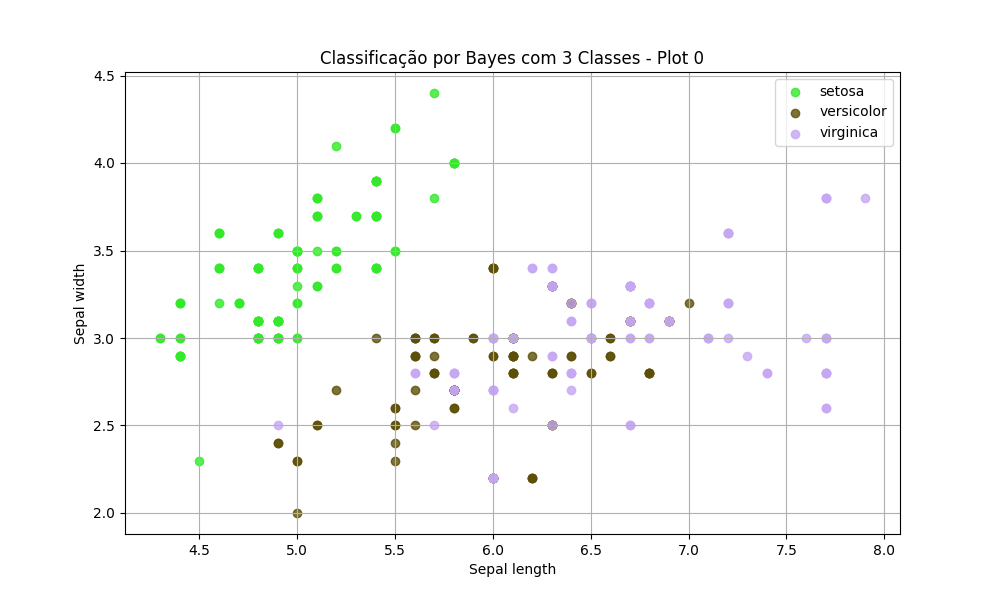 Classificação por Bayes com 3 Classes - Plot 0
setosa
versicolor
virginica
Sepal width
4.5
4.0
3.5
3.0
2.5
2.0
4.5
5.0
5.5
6.0
6.5
7.0
7.5
8.0
Sepal length